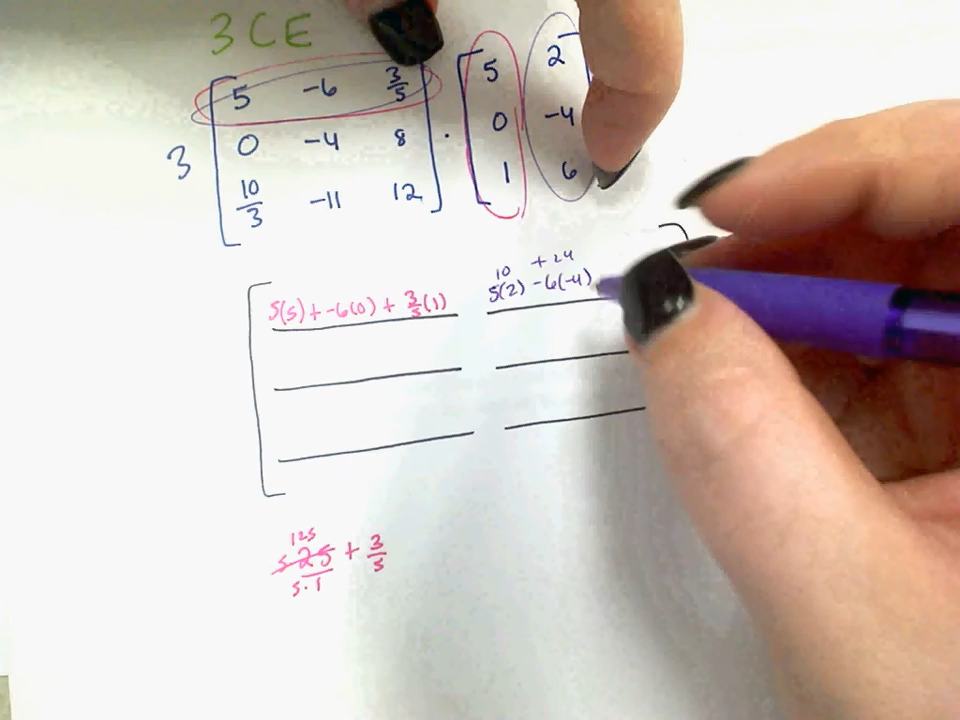 3 C E
5 -6 3/5 5 2
0 -4 8 · 0 -4
3
10/3 -11 12 1 6
10 + 24
5(5) + -6(0) + 3/5(1) 5(2) -6(-4)
125
5·25 + 3/5
5·1